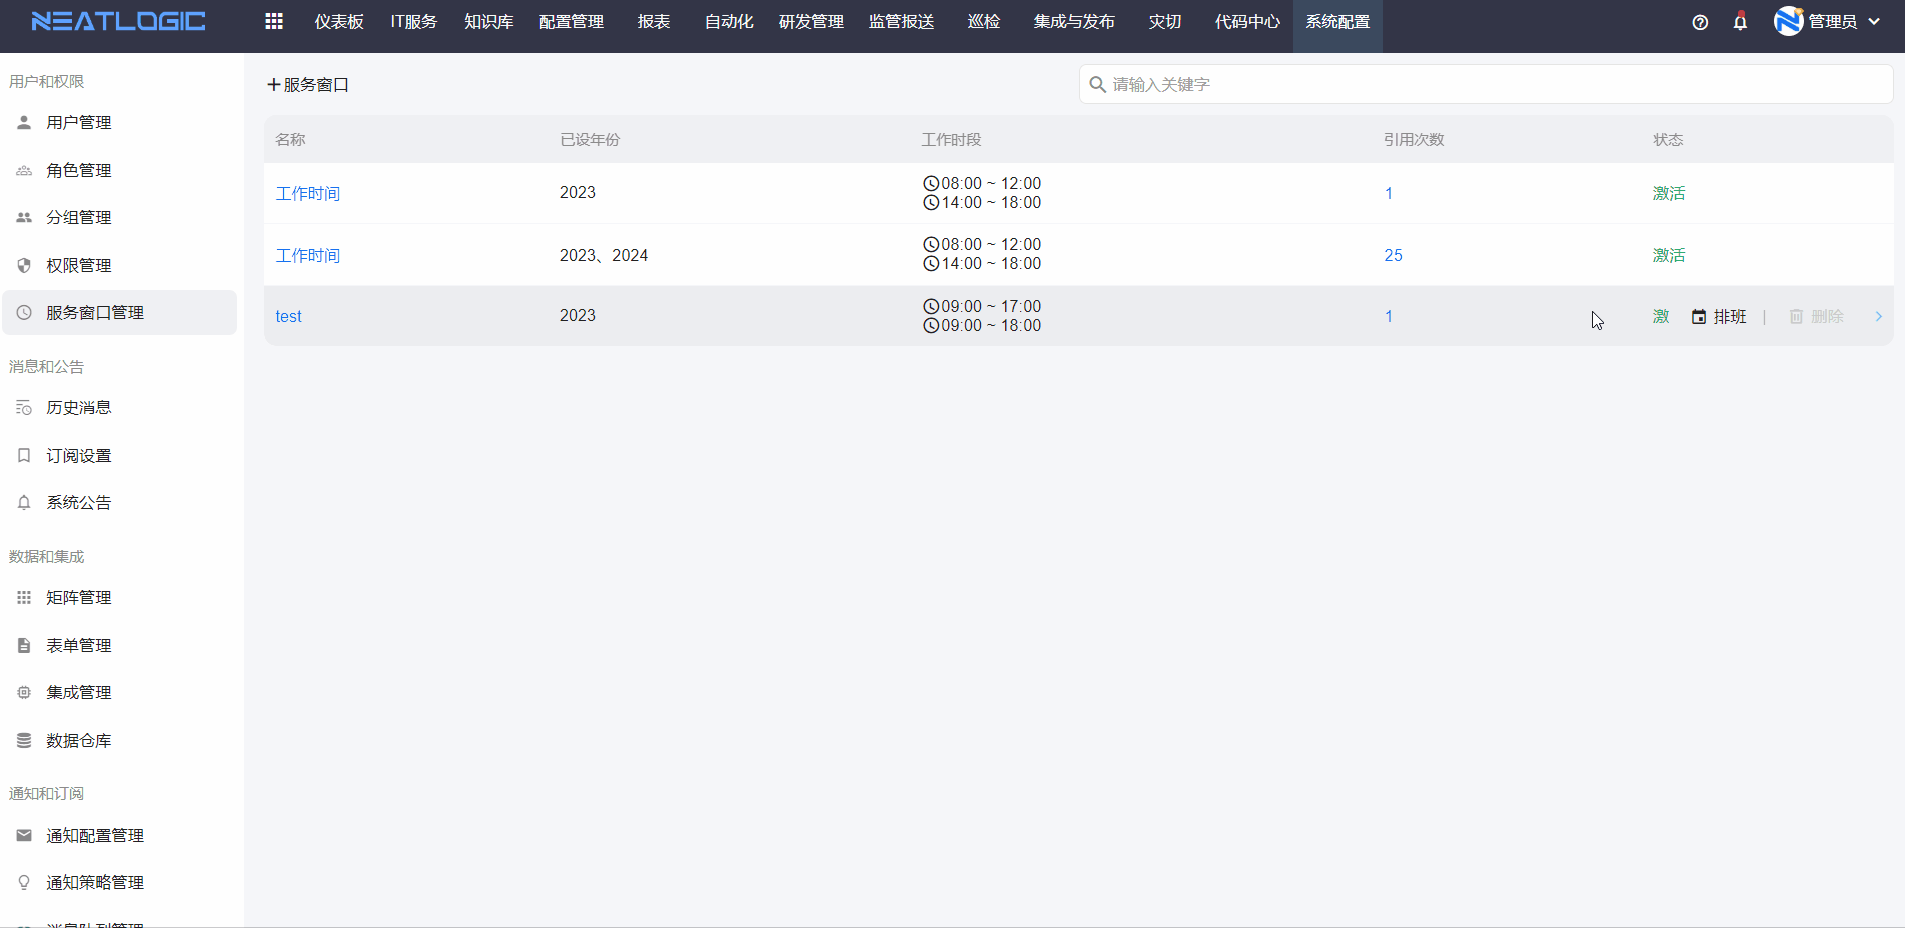 NEATLOGIC
仪表板 IT服务 知识库 配置管理 报表 自动化 研发管理 监管报送 巡检 集成与发布 灾切 代码中心 系统配置 管理员
用户和权限
用户管理
角色管理
分组管理
权限管理
服务窗口管理
消息和公告
历史消息
订阅设置
系统公告
数据和集成
矩阵管理
表单管理
集成管理
数据仓库
通知和订阅
通知配置管理
通知策略管理
消息队列管理
服务窗口
请输入关键字
名称 已设年份 工作时段 引用次数 状态
工作时间 2023 08:00 ~ 12:00 1 激活
14:00 ~ 18:00
工作时间 2023、2024 08:00 ~ 12:00 25 激活
14:00 ~ 18:00
test 2023 09:00 ~ 17:00 1 激 排班 | 删除
09:00 ~ 18:00